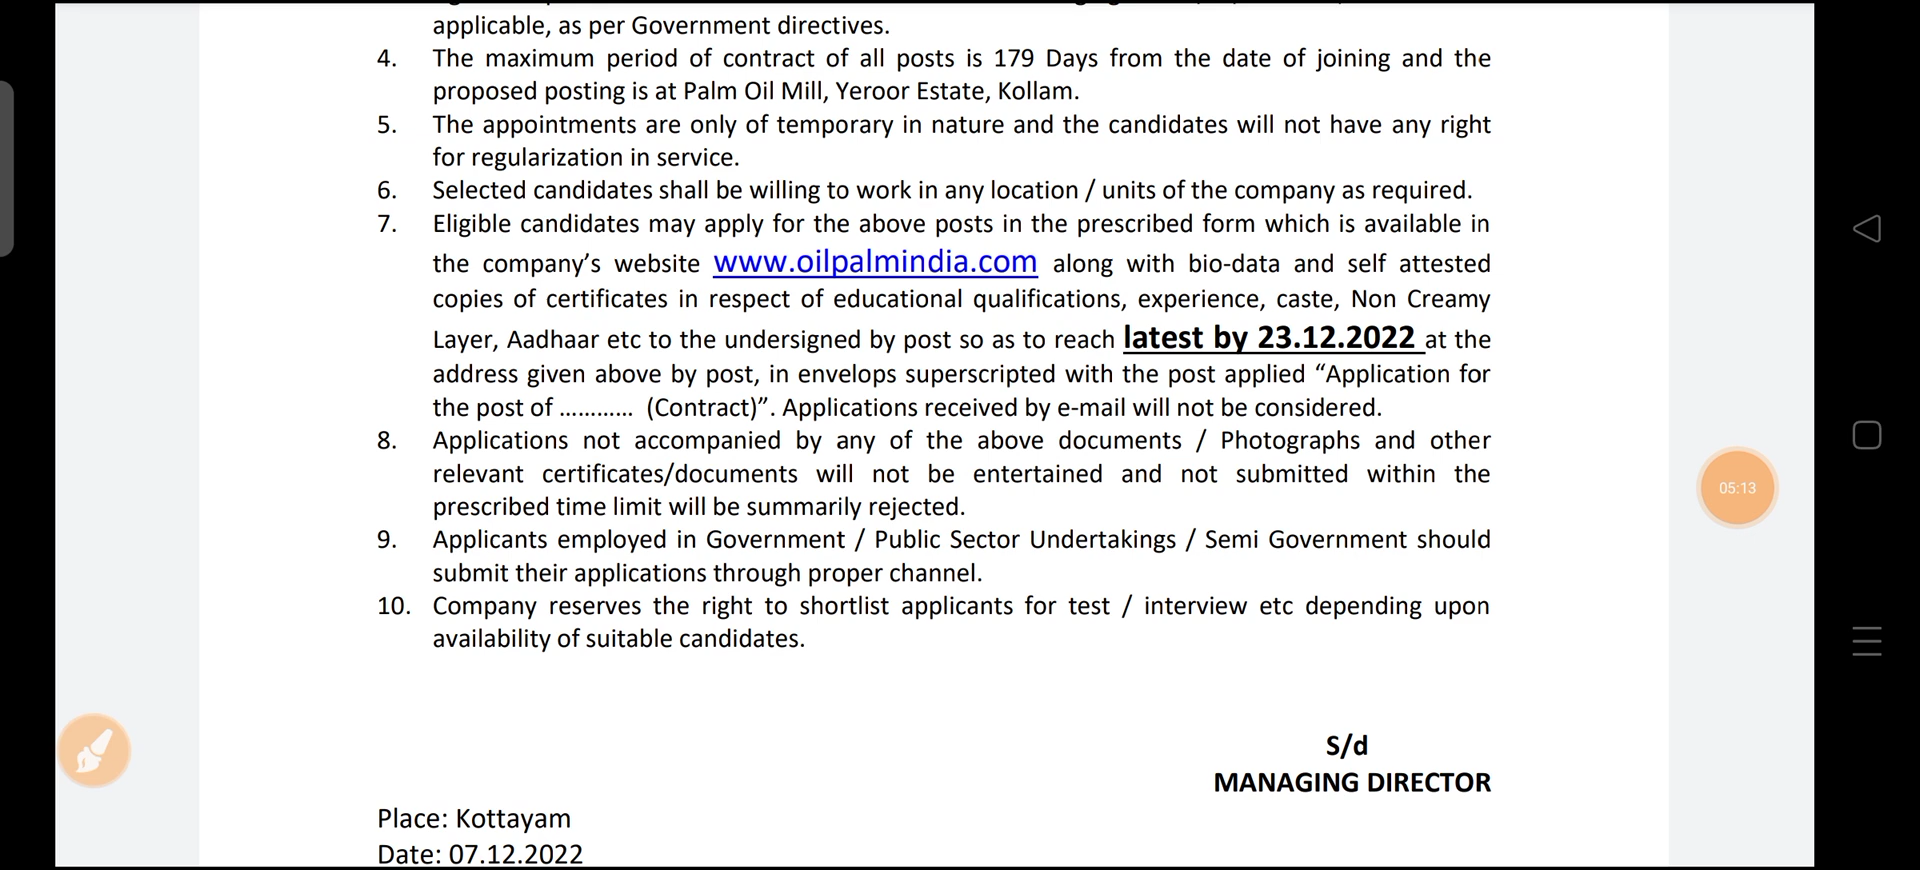 applicable, as per Government directives.
4. The maximum period of contract of all posts is 179 Days from the date of joining and the
proposed posting is at Palm Oil Mill, Yeroor Estate, Kollam.
5. The appointments are only of temporary in nature and the candidates will not have any right
for regularization in service.
6. Selected candidates shall be willing to work in any location / units of the company as required.
7. Eligible candidates may apply for the above posts in the prescribed form which is available in
the company’s website www.oilpalmindia.com along with bio-data and self attested
copies of certificates in respect of educational qualifications, experience, caste, Non Creamy
Layer, Aadhaar etc to the undersigned by post so as to reach latest by 23.12.2022 at the
address given above by post, in envelops superscripted with the post applied “Application for
the post of ………… (Contract)”. Applications received by e-mail will not be considered.
8. Applications not accompanied by any of the above documents / Photographs and other
relevant certificates/documents will not be entertained and not submitted within the
prescribed time limit will be summarily rejected.
9. Applicants employed in Government / Public Sector Undertakings / Semi Government should
submit their applications through proper channel.
10. Company reserves the right to shortlist applicants for test / interview etc depending upon
availability of suitable candidates.
05:13
S/d
MANAGING DIRECTOR
Place: Kottayam
Date: 07.12.2022